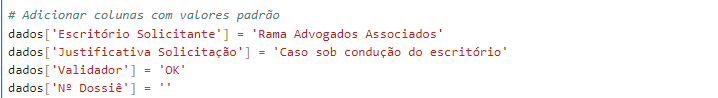 # Adicionar colunas com valores padrão
dados['Escritório Solicitante'] = 'Rama Advogados Associados'
dados['Justificativa Solicitação'] = 'Caso sob condução do escritório'
dados['Validador'] = 'OK'
dados['Nº Dossiê'] = ''